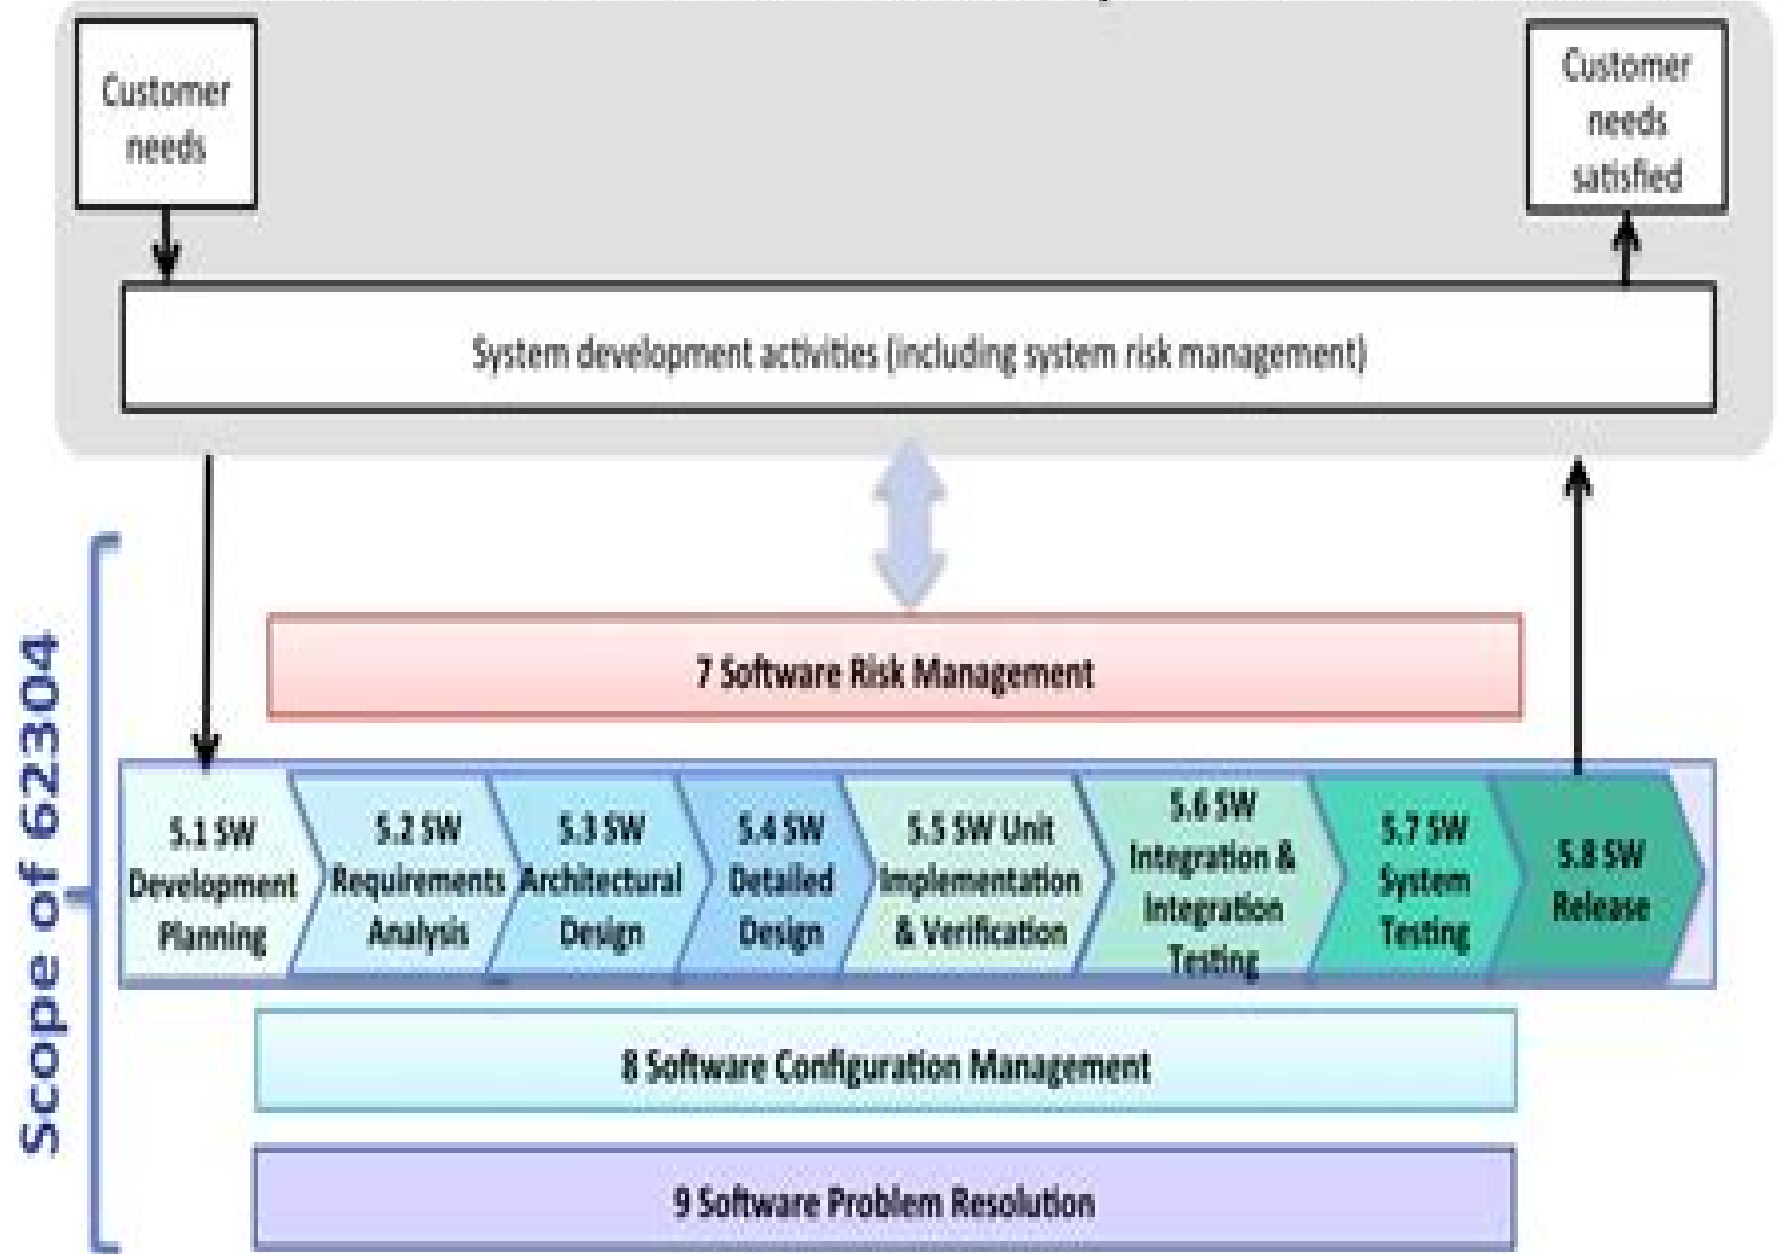 Customer
needs
Customer
needs
satisfied
System development activities (including system risk management)
Scope of 62304
7 Software Risk Management
5.1 SW
Development
Planning
5.2 SW
Requirements
Analysis
5.3 SW
Architectural
Design
5.4 SW
Detailed
Design
5.5 SW Unit
Implementation
& Verification
5.6 SW
Integration &
Integration
Testing
5.7 SW
System
Testing
5.8 SW
Release
8 Software Configuration Management
9 Software Problem Resolution